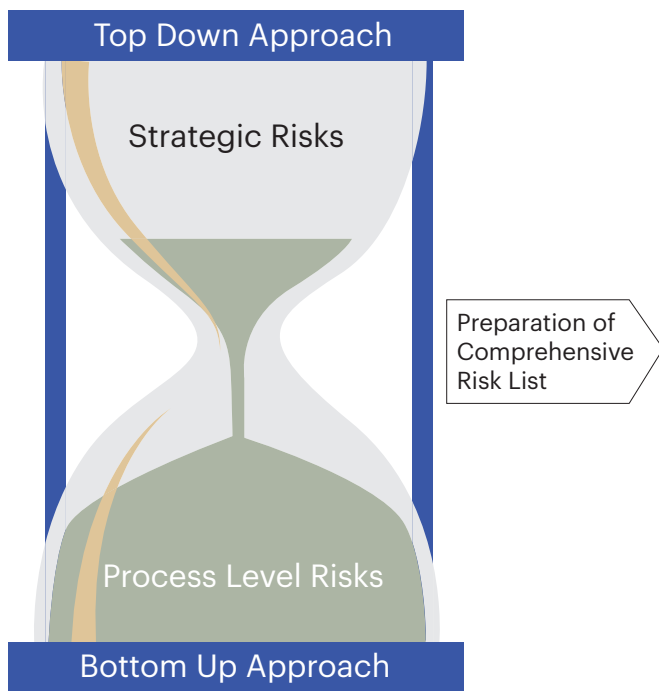 Top Down Approach
Strategic Risks
Preparation of
Comprehensive
Risk List
Process Level Risks
Bottom Up Approach